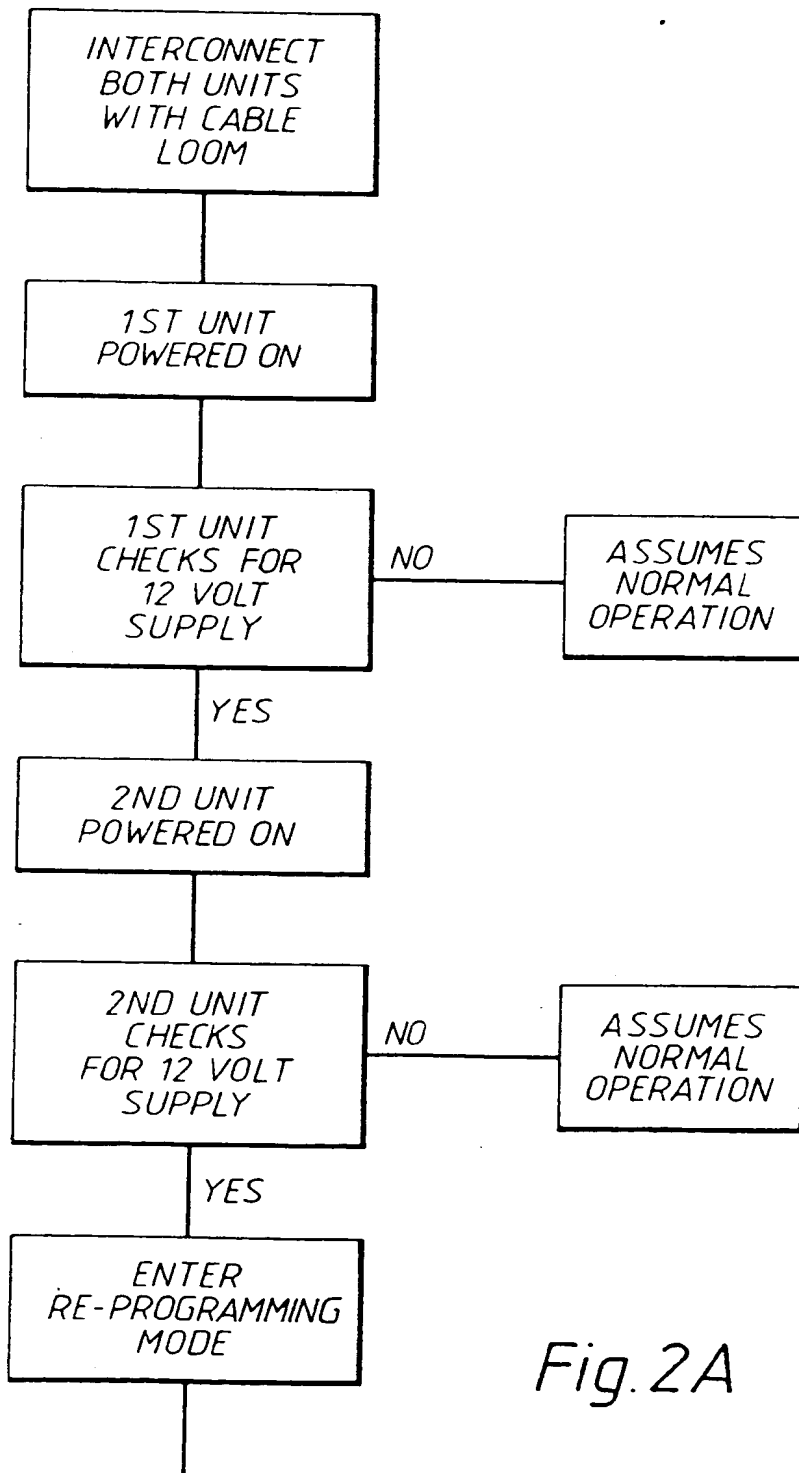 INTERCONNECT
BOTH UNITS
WITH CABLE
LOOM
1ST UNIT
POWERED ON
1ST UNIT
CHECKS FOR
12 VOLT
SUPPLY
NO
ASSUMES
NORMAL
OPERATION
YES
2ND UNIT
POWERED ON
2ND UNIT
CHECKS
FOR 12 VOLT
SUPPLY
NO
ASSUMES
NORMAL
OPERATION
YES
ENTER
RE-PROGRAMMING
MODE
Fig. 2A